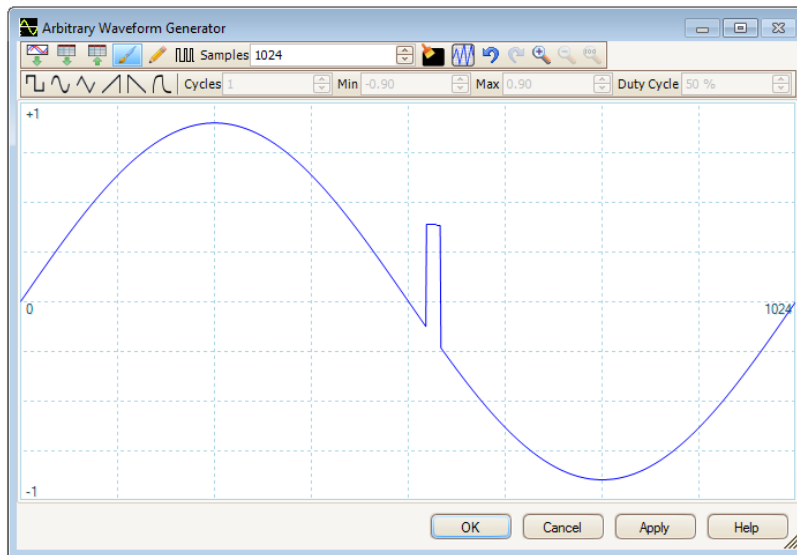 Arbitrary Waveform Generator
Samples 1024
Cycles 1 Min -0.90 Max 0.90 Duty Cycle 50 %
+1
0 1024
-1
OK Cancel Apply Help